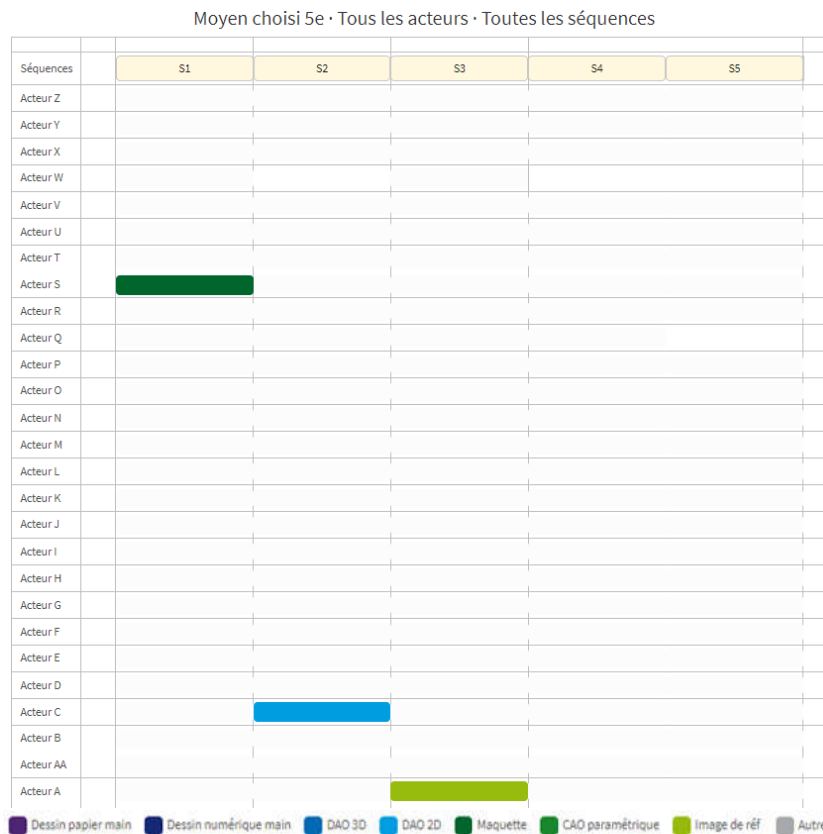 Moyen choisi 5e · Tous les acteurs · Toutes les séquences
Séquences S1 S2 S3 S4 S5
Acteur Z
Acteur Y
Acteur X
Acteur W
Acteur V
Acteur U
Acteur T
Acteur S
Acteur R
Acteur Q
Acteur P
Acteur O
Acteur N
Acteur M
Acteur L
Acteur K
Acteur J
Acteur I
Acteur H
Acteur G
Acteur F
Acteur E
Acteur D
Acteur C
Acteur B
Acteur AA
Acteur A
Dessin papier main Dessin numérique main DAO 3D DAO 2D Maquette CAO paramétrique Image de réf Autre